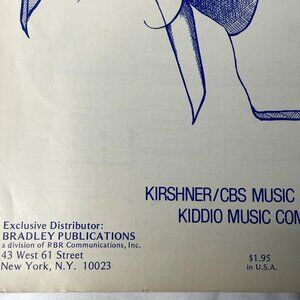 KIRSHNER/CBS MUSIC
KIDDIO MUSIC
Exclusive Distributor:
BRADLEY PUBLICATIONS
a division of RBR Communications, Inc.
43 West 61 Street
New York, N.Y. 10023
$1.95
in U.S.A.